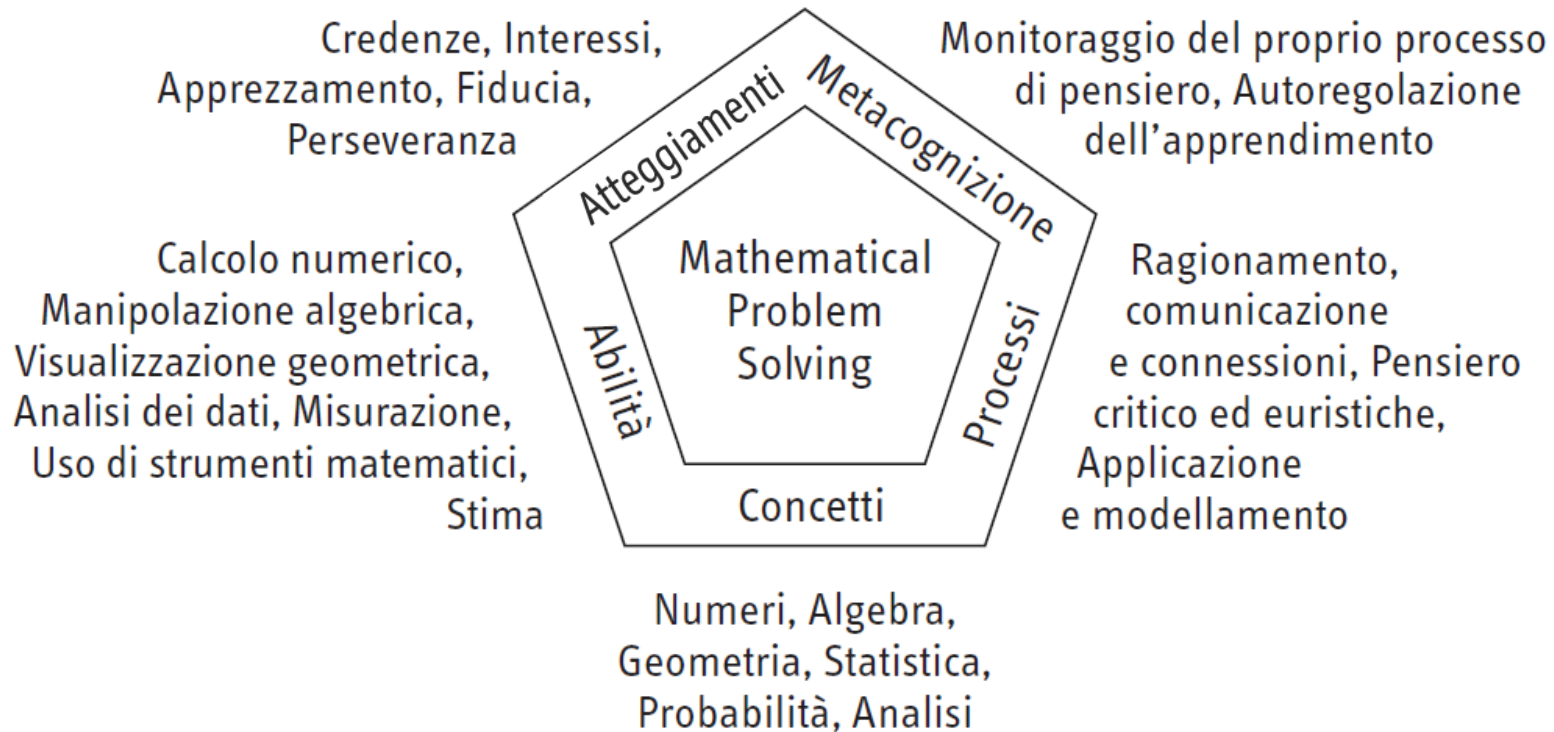 Credenze, Interessi,
Apprezzamento, Fiducia,
Perseveranza
Atteggiamenti
Metacognizione
Monitoraggio del proprio processo
di pensiero, Autoregolazione
dell’apprendimento
Calcolo numerico,
Manipolazione algebrica,
Visualizzazione geometrica,
Analisi dei dati, Misurazione,
Uso di strumenti matematici,
Stima
Abilità
Mathematical
Problem
Solving
Processi
Ragionamento,
comunicazione
e connessioni, Pensiero
critico ed euristiche,
Applicazione
e modellamento
Concetti
Numeri, Algebra,
Geometria, Statistica,
Probabilità, Analisi